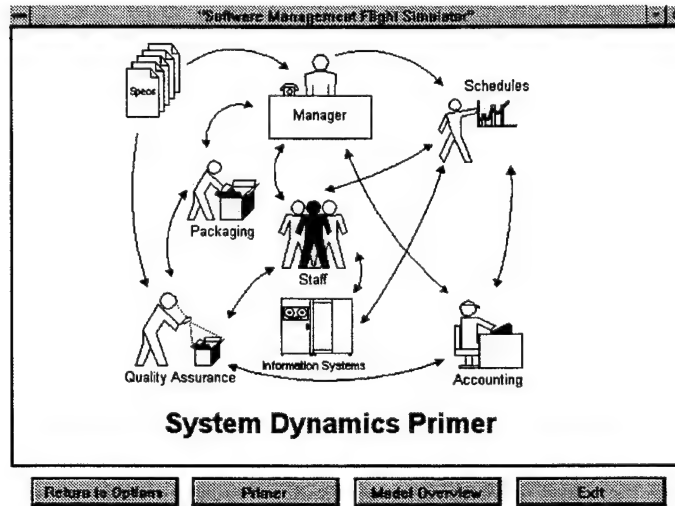 "Software Management Flight Simulator"
Specs
Manager
Schedules
Packaging
Staff
Quality Assurance
Information Systems
Accounting
System Dynamics Primer
Return to Options
Primer
Model Overview
Exit